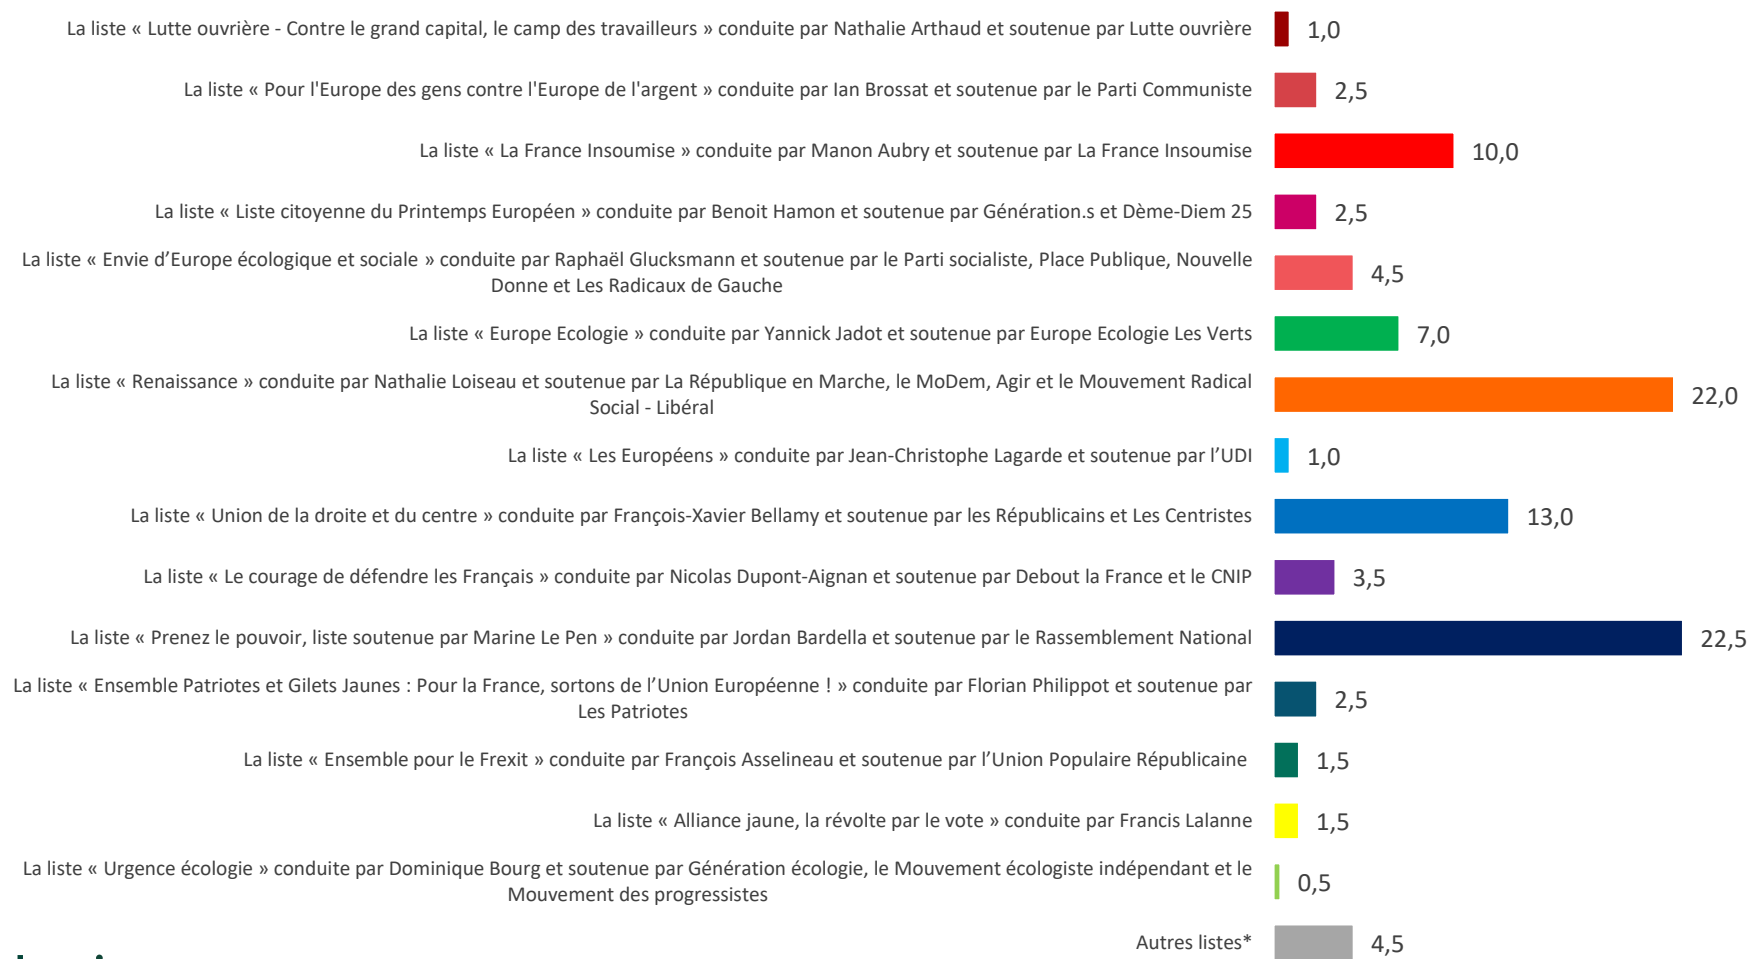 La liste « Lutte ouvrière - Contre le grand capital, le camp des travailleurs » conduite par Nathalie Arthaud et soutenue par Lutte ouvrière 1,0
La liste « Pour l'Europe des gens contre l'Europe de l'argent » conduite par Ian Brossat et soutenue par le Parti Communiste 2,5
La liste « La France Insoumise » conduite par Manon Aubry et soutenue par La France Insoumise 10,0
La liste « Liste citoyenne du Printemps Européen » conduite par Benoit Hamon et soutenue par Génération.s et Dème-Diem 25 2,5
La liste « Envie d’Europe écologique et sociale » conduite par Raphaël Glucksmann et soutenue par le Parti socialiste, Place Publique, Nouvelle
Donne et Les Radicaux de Gauche 4,5
La liste « Europe Ecologie » conduite par Yannick Jadot et soutenue par Europe Ecologie Les Verts 7,0
La liste « Renaissance » conduite par Nathalie Loiseau et soutenue par La République en Marche, le MoDem, Agir et le Mouvement Radical
Social - Libéral 22,0
La liste « Les Européens » conduite par Jean-Christophe Lagarde et soutenue par l’UDI 1,0
La liste « Union de la droite et du centre » conduite par François-Xavier Bellamy et soutenue par les Républicains et Les Centristes 13,0
La liste « Le courage de défendre les Français » conduite par Nicolas Dupont-Aignan et soutenue par Debout la France et le CNIP 3,5
La liste « Prenez le pouvoir, liste soutenue par Marine Le Pen » conduite par Jordan Bardella et soutenue par le Rassemblement National 22,5
La liste « Ensemble Patriotes et Gilets Jaunes : Pour la France, sortons de l’Union Européenne ! » conduite par Florian Philippot et soutenue par
Les Patriotes 2,5
La liste « Ensemble pour le Frexit » conduite par François Asselineau et soutenue par l’Union Populaire Républicaine 1,5
La liste « Alliance jaune, la révolte par le vote » conduite par Francis Lalanne 1,5
La liste « Urgence écologie » conduite par Dominique Bourg et soutenue par Génération écologie, le Mouvement écologiste indépendant et le
Mouvement des progressistes 0,5
Autres listes* 4,5